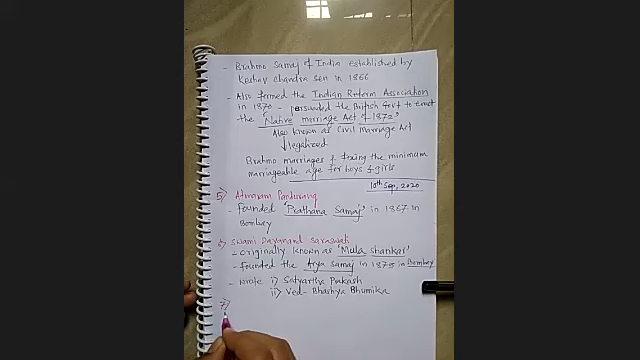 - Brahmo Samaj of India established by
Keshav Chandra Sen in 1866
- Also formed the Indian Reform Association
in 1870 - persuaded the British Govt to enact
the "Native marriage Act of 1872"
Also known as Civil Marriage Act
↓ legalized
Brahmo marriages & fixing the minimum
marriageable age for boys & girls
10th Sep, 2020
5) Atmaram Pandurang
- Founded 'Prathana Samaj' in 1867 in
Bombay
6) Swami Dayanand Saraswati
- Originally known as 'Mula Shankar'
- Founded the Arya Samaj in 1875 in Bombay
- Wrote i) Satyartha Prakash
ii) Ved-Bhashya Bhumika
7)